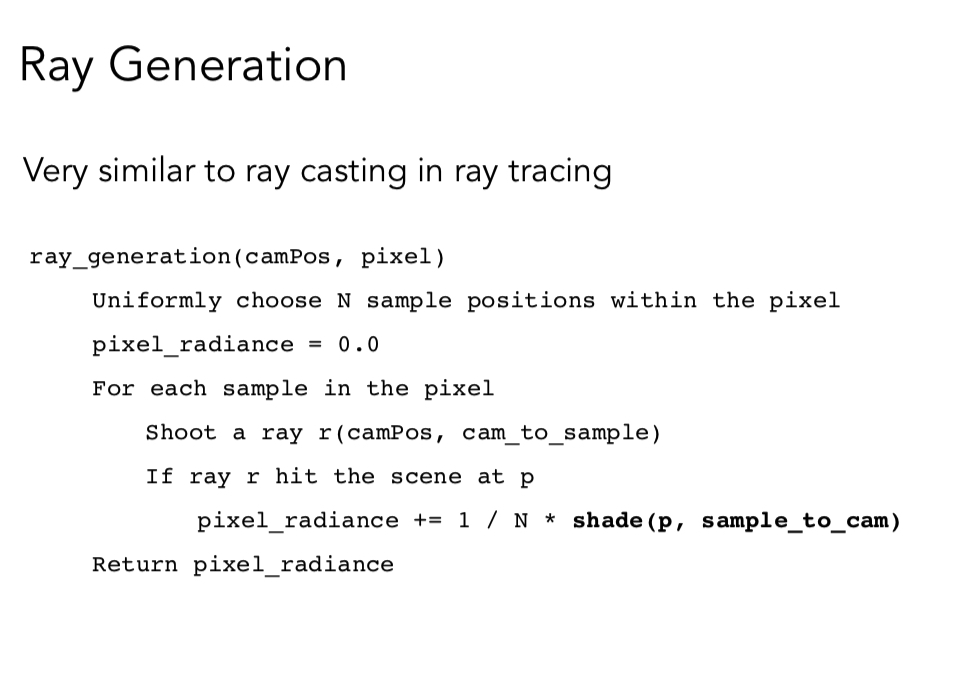 Ray Generation
Very similar to ray casting in ray tracing
ray_generation(camPos, pixel)
Uniformly choose N sample positions within the pixel
pixel_radiance = 0.0
For each sample in the pixel
Shoot a ray r(camPos, cam_to_sample)
If ray r hit the scene at p
pixel_radiance += 1 / N * shade(p, sample_to_cam)
Return pixel_radiance